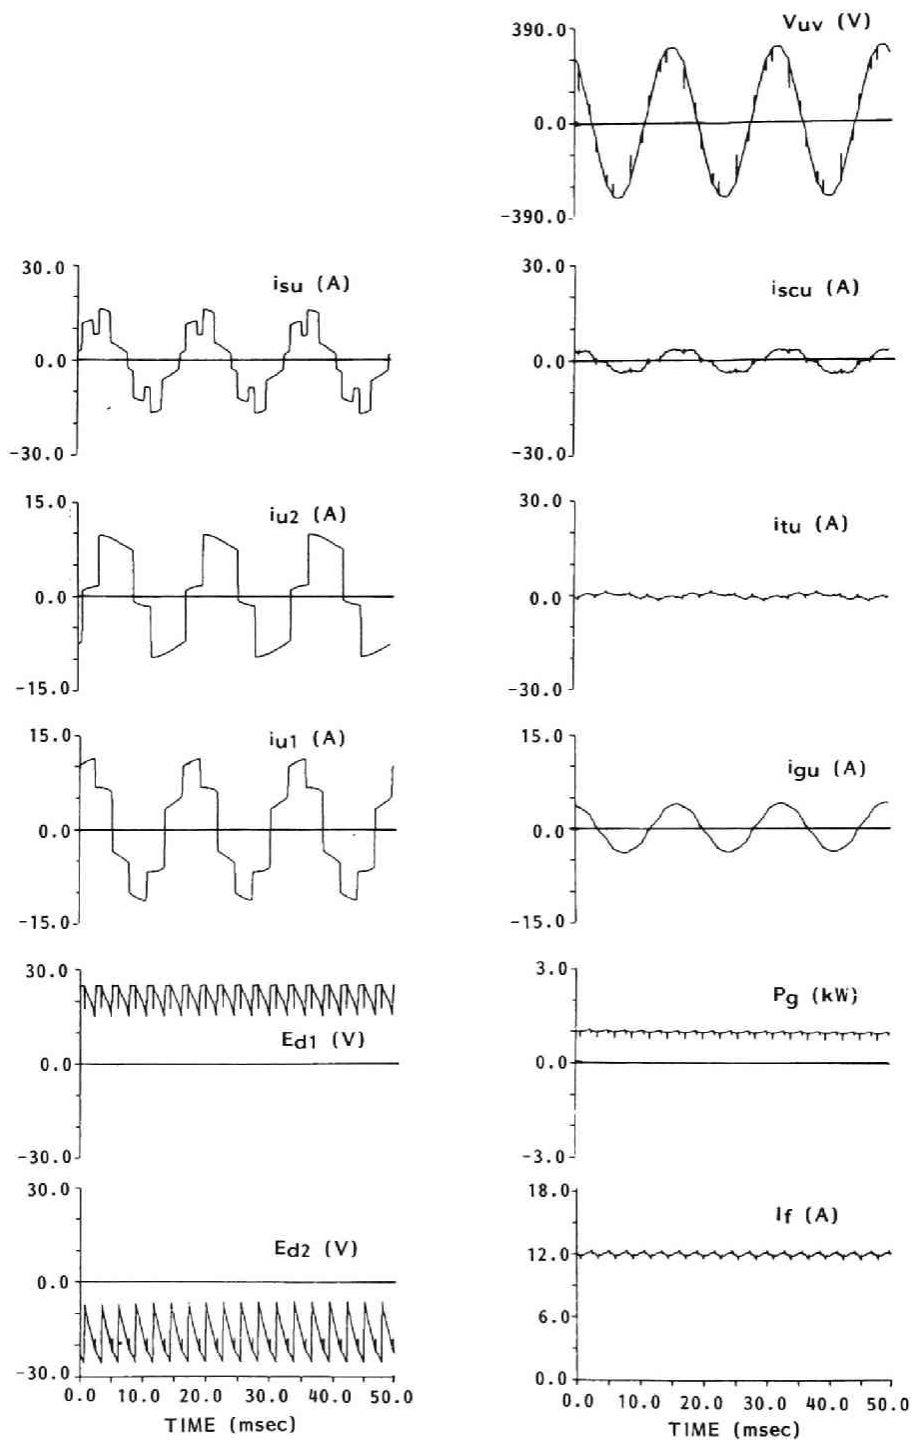 Vuv (V)
390.0
0.0
-390.0
30.0
isu (A)
0.0
-30.0
30.0
iscu (A)
0.0
-30.0
15.0
iu2 (A)
0.0
-15.0
30.0
itu (A)
0.0
-30.0
15.0
iu1 (A)
0.0
-15.0
15.0
igu (A)
0.0
-15.0
30.0
Ed1 (V)
0.0
-30.0
3.0
Pg (kW)
0.0
-3.0
30.0
Ed2 (V)
0.0
-30.0
0.0 10.0 20.0 30.0 40.0 50.0
TIME (msec)
18.0
If (A)
12.0
6.0
0.0
0.0 10.0 20.0 30.0 40.0 50.0
TIME (msec)